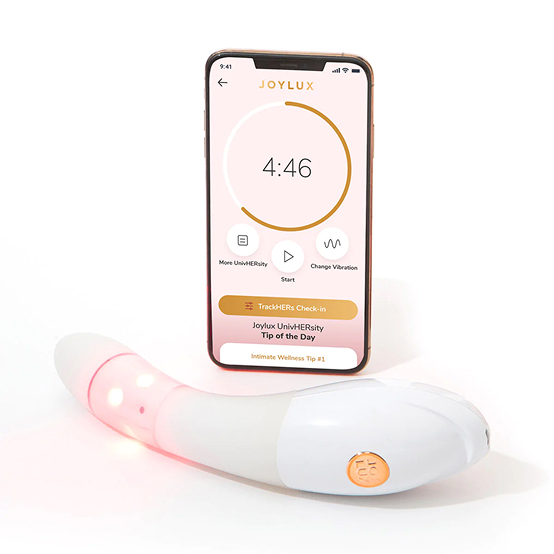 9:41
JOYLUX
4:46
More UnivHERsity
Start
Change Vibration
TrackHERs Check-in
Joylux UnivHERsity
Tip of the Day
Intimate Wellness Tip #1